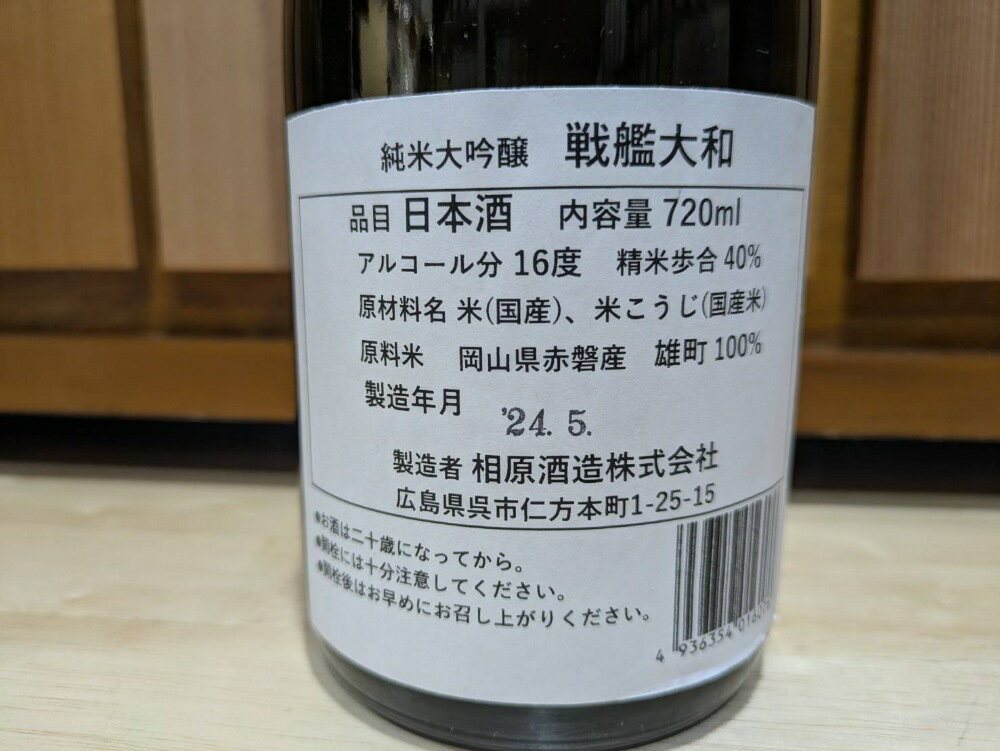 純米大吟醸 戦艦大和
品目 日本酒 内容量 720ml
アルコール分 16度 精米歩合 40%
原材料名 米(国産)、米こうじ(国産米)
原料米 岡山県赤磐産 雄町 100%
製造年月 '24. 5.
製造者 相原酒造株式会社
広島県呉市仁方本町1-25-15
●お酒は二十歳になってから。
●開栓には十分注意してください。
●開栓後はお早めにお召し上がりください。
4 936354